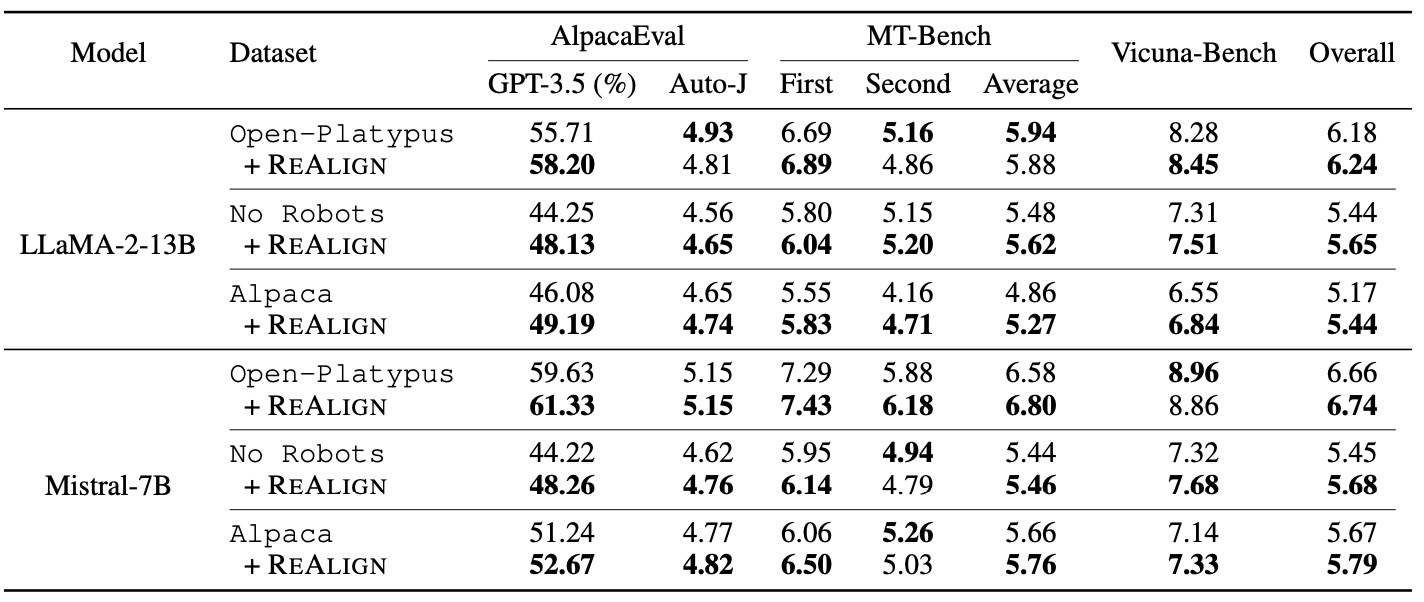 Model Dataset AlpacaEval MT-Bench Vicuna-Bench Overall
GPT-3.5 (%) Auto-J First Second Average
Open-Platypus 55.71 4.93 6.69 5.16 5.94 8.28 6.18
+ REALIGN 58.20 4.81 6.89 4.86 5.88 8.45 6.24
No Robots 44.25 4.56 5.80 5.15 5.48 7.31 5.44
LLaMA-2-13B + REALIGN 48.13 4.65 6.04 5.20 5.62 7.51 5.65
Alpaca 46.08 4.65 5.55 4.16 4.86 6.55 5.17
+ REALIGN 49.19 4.74 5.83 4.71 5.27 6.84 5.44
Open-Platypus 59.63 5.15 7.29 5.88 6.58 8.96 6.66
+ REALIGN 61.33 5.15 7.43 6.18 6.80 8.86 6.74
No Robots 44.22 4.62 5.95 4.94 5.44 7.32 5.45
Mistral-7B + REALIGN 48.26 4.76 6.14 4.79 5.46 7.68 5.68
Alpaca 51.24 4.77 6.06 5.26 5.66 7.14 5.67
+ REALIGN 52.67 4.82 6.50 5.03 5.76 7.33 5.79